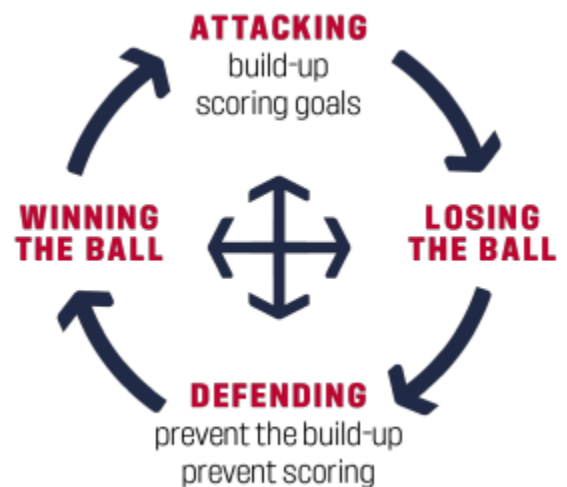 ATTACKING
build-up
scoring goals
WINNING
THE BALL
LOSING
THE BALL
DEFENDING
prevent the build-up
prevent scoring